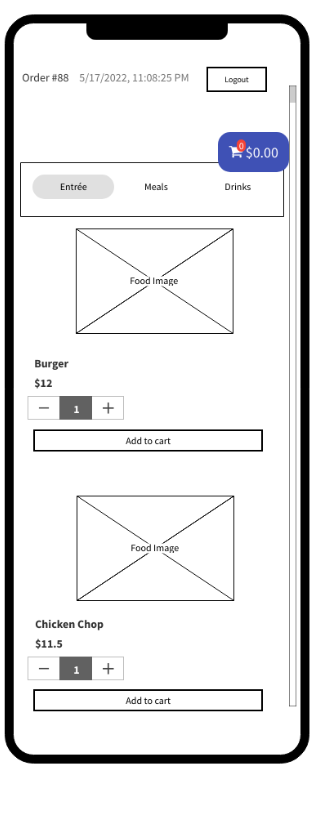 Order #88 5/17/2022, 11:08:25 PM Logout
0 $0.00
Entrée Meals Drinks
Food Image
Burger
$12
— 1 +
Add to cart
Food Image
Chicken Chop
$11.5
— 1 +
Add to cart